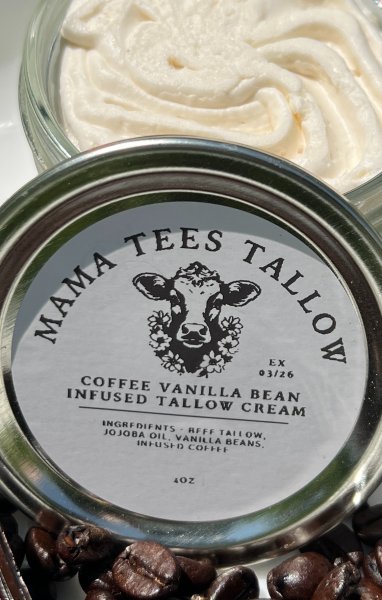 MAMA TEES TALLOW
EX
03/26
COFFEE VANILLA BEAN
INFUSED TALLOW CREAM
INGREDIENTS - BEEF TALLOW,
JOJOBA OIL, VANILLA BEANS,
INFUSED COFFEE
4OZ